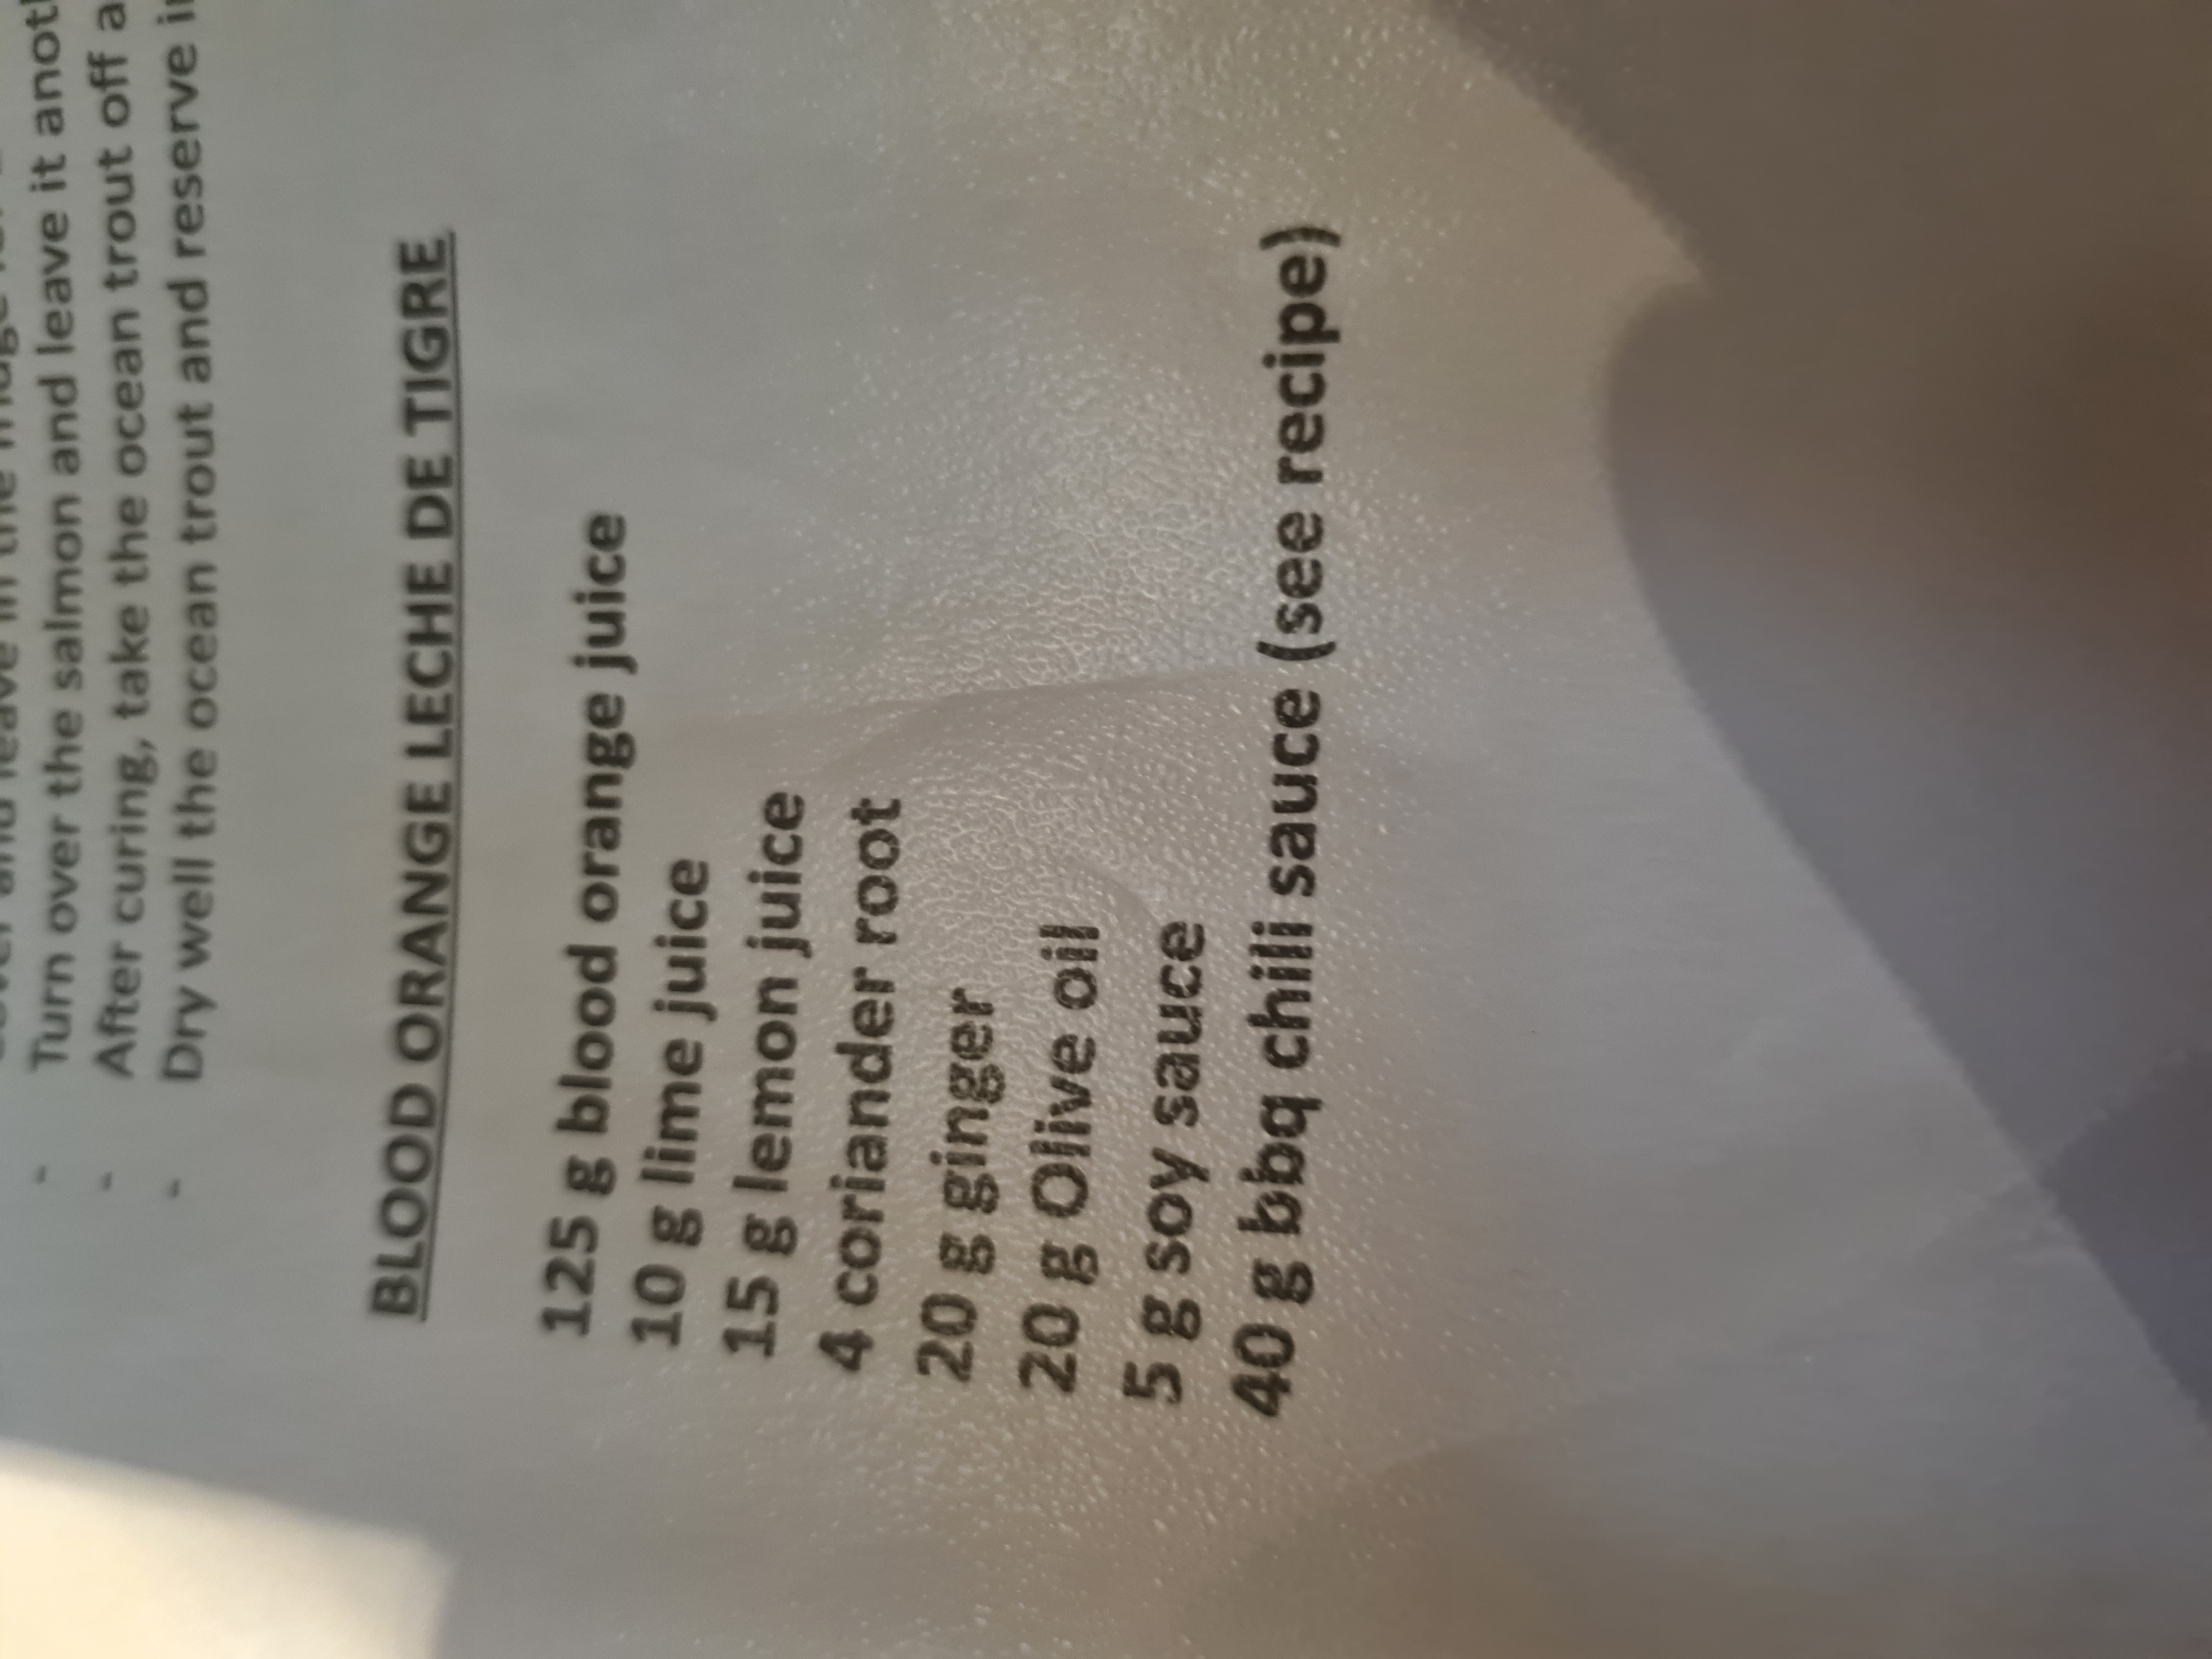 Turn over the salmon and leave it
- After curing, take the ocean trout off
- Dry well the ocean trout and reserve
BLOOD ORANGE LECHE DE TIGRE
125 g blood orange juice
10 g lime juice
15 g lemon juice
4 coriander root
20 g ginger
20 g Olive oil
5 g soy sauce
40 g bbq chili sauce (see recipe)